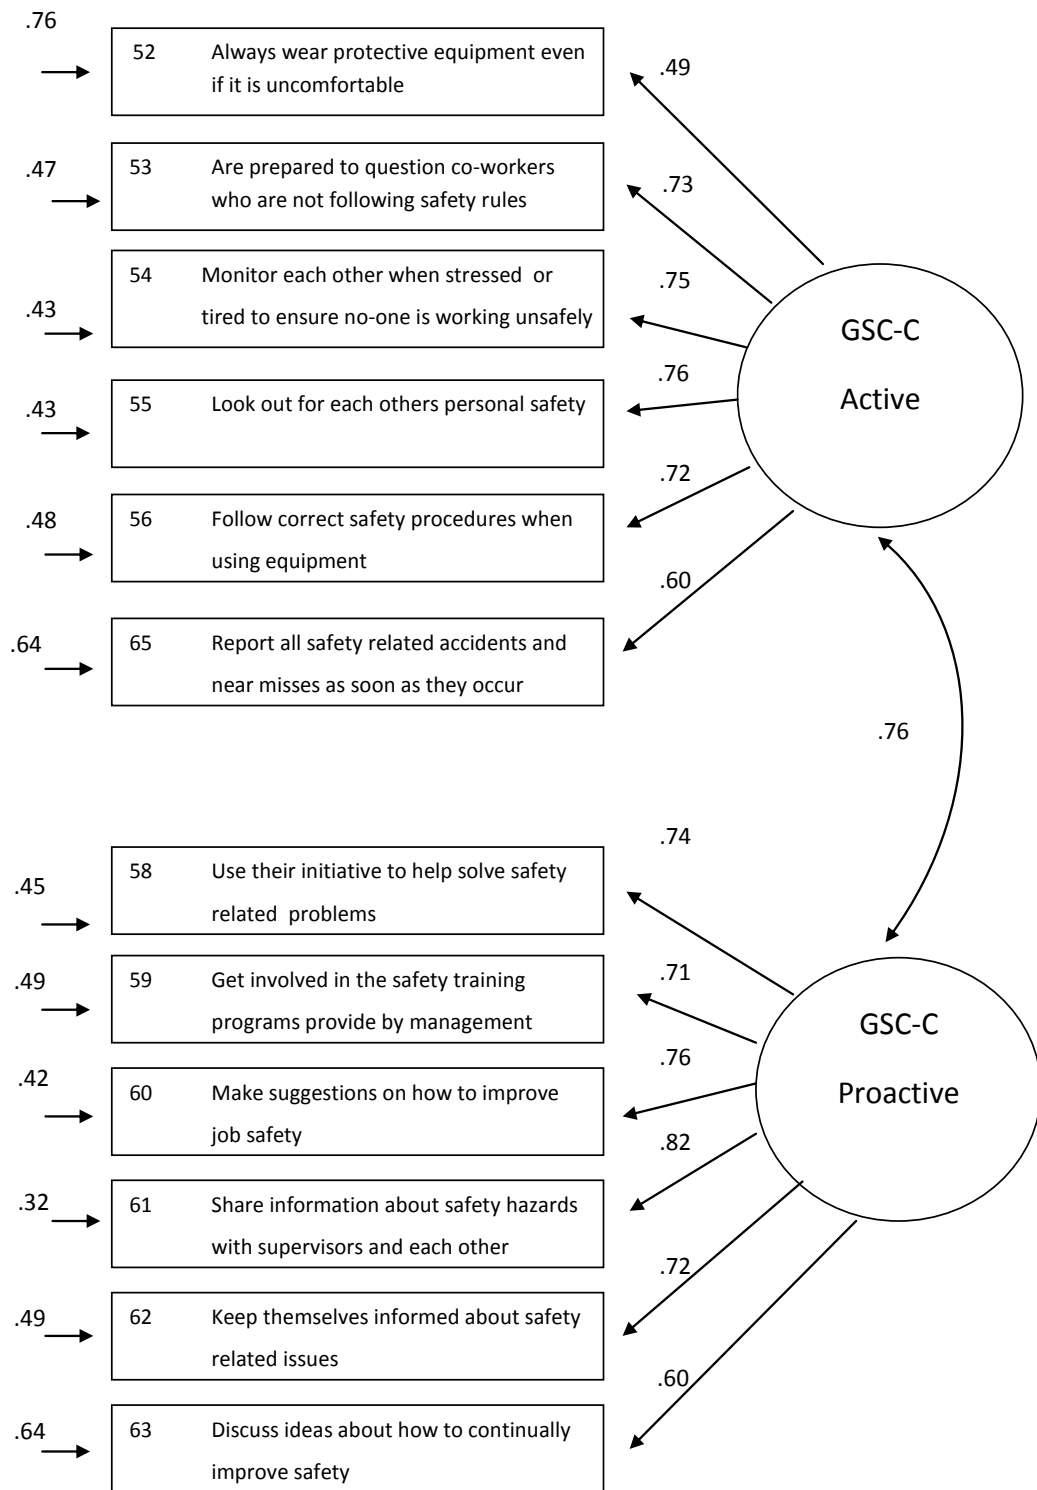 .76
52 Always wear protective equipment even
if it is uncomfortable
.49
.47
53 Are prepared to question co-workers
who are not following safety rules
.73
.43
54 Monitor each other when stressed or
tired to ensure no-one is working unsafely
.75
GSC-C
Active
.43
55 Look out for each others personal safety
.76
.48
56 Follow correct safety procedures when
using equipment
.72
.64
65 Report all safety related accidents and
near misses as soon as they occur
.60
.76
.45
58 Use their initiative to help solve safety
related problems
.74
.49
59 Get involved in the safety training
programs provide by management
.71
GSC-C
Proactive
.42
60 Make suggestions on how to improve
job safety
.76
.32
61 Share information about safety hazards
with supervisors and each other
.82
.49
62 Keep themselves informed about safety
related issues
.72
.64
63 Discuss ideas about how to continually
improve safety
.60